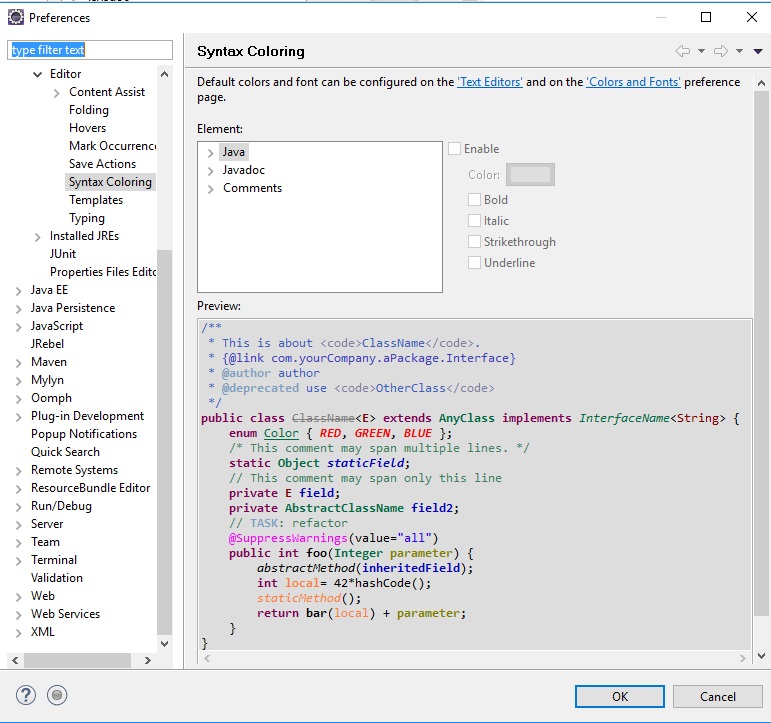 Preferences
type filter text
Editor
Content Assist
Folding
Hovers
Mark Occurrenc
Save Actions
Syntax Coloring
Templates
Typing
Installed JREs
JUnit
Properties Files Edito
Java EE
Java Persistence
JavaScript
JRebel
Maven
Mylyn
Oomph
Plug-in Development
Popup Notifications
Quick Search
Remote Systems
ResourceBundle Editor
Run/Debug
Server
Team
Terminal
Validation
Web
Web Services
XML
Syntax Coloring
Default colors and font can be configured on the 'Text Editors' and on the 'Colors and Fonts' preference
page.
Element:
Java
Javadoc
Comments
Enable
Color:
Bold
Italic
Strikethrough
Underline
Preview:
/**
 * This is about <code>ClassName</code>.
 * {@link com.yourCompany.aPackage.Interface}
 * @author author
 * @deprecated use <code>OtherClass</code>
 */
public class ClassName<E> extends AnyClass implements InterfaceName<String> {
    enum Color { RED, GREEN, BLUE };
    /* This comment may span multiple lines. */
    static Object staticField;
    // This comment may span only this line
    private E field;
    private AbstractClassName field2;
    // TASK: refactor
    @SuppressWarnings(value="all")
    public int foo(Integer parameter) {
        abstractMethod(inheritedField);
        int local= 42*hashCode();
        staticMethod();
        return bar(local) + parameter;
    }
}
OK
Cancel